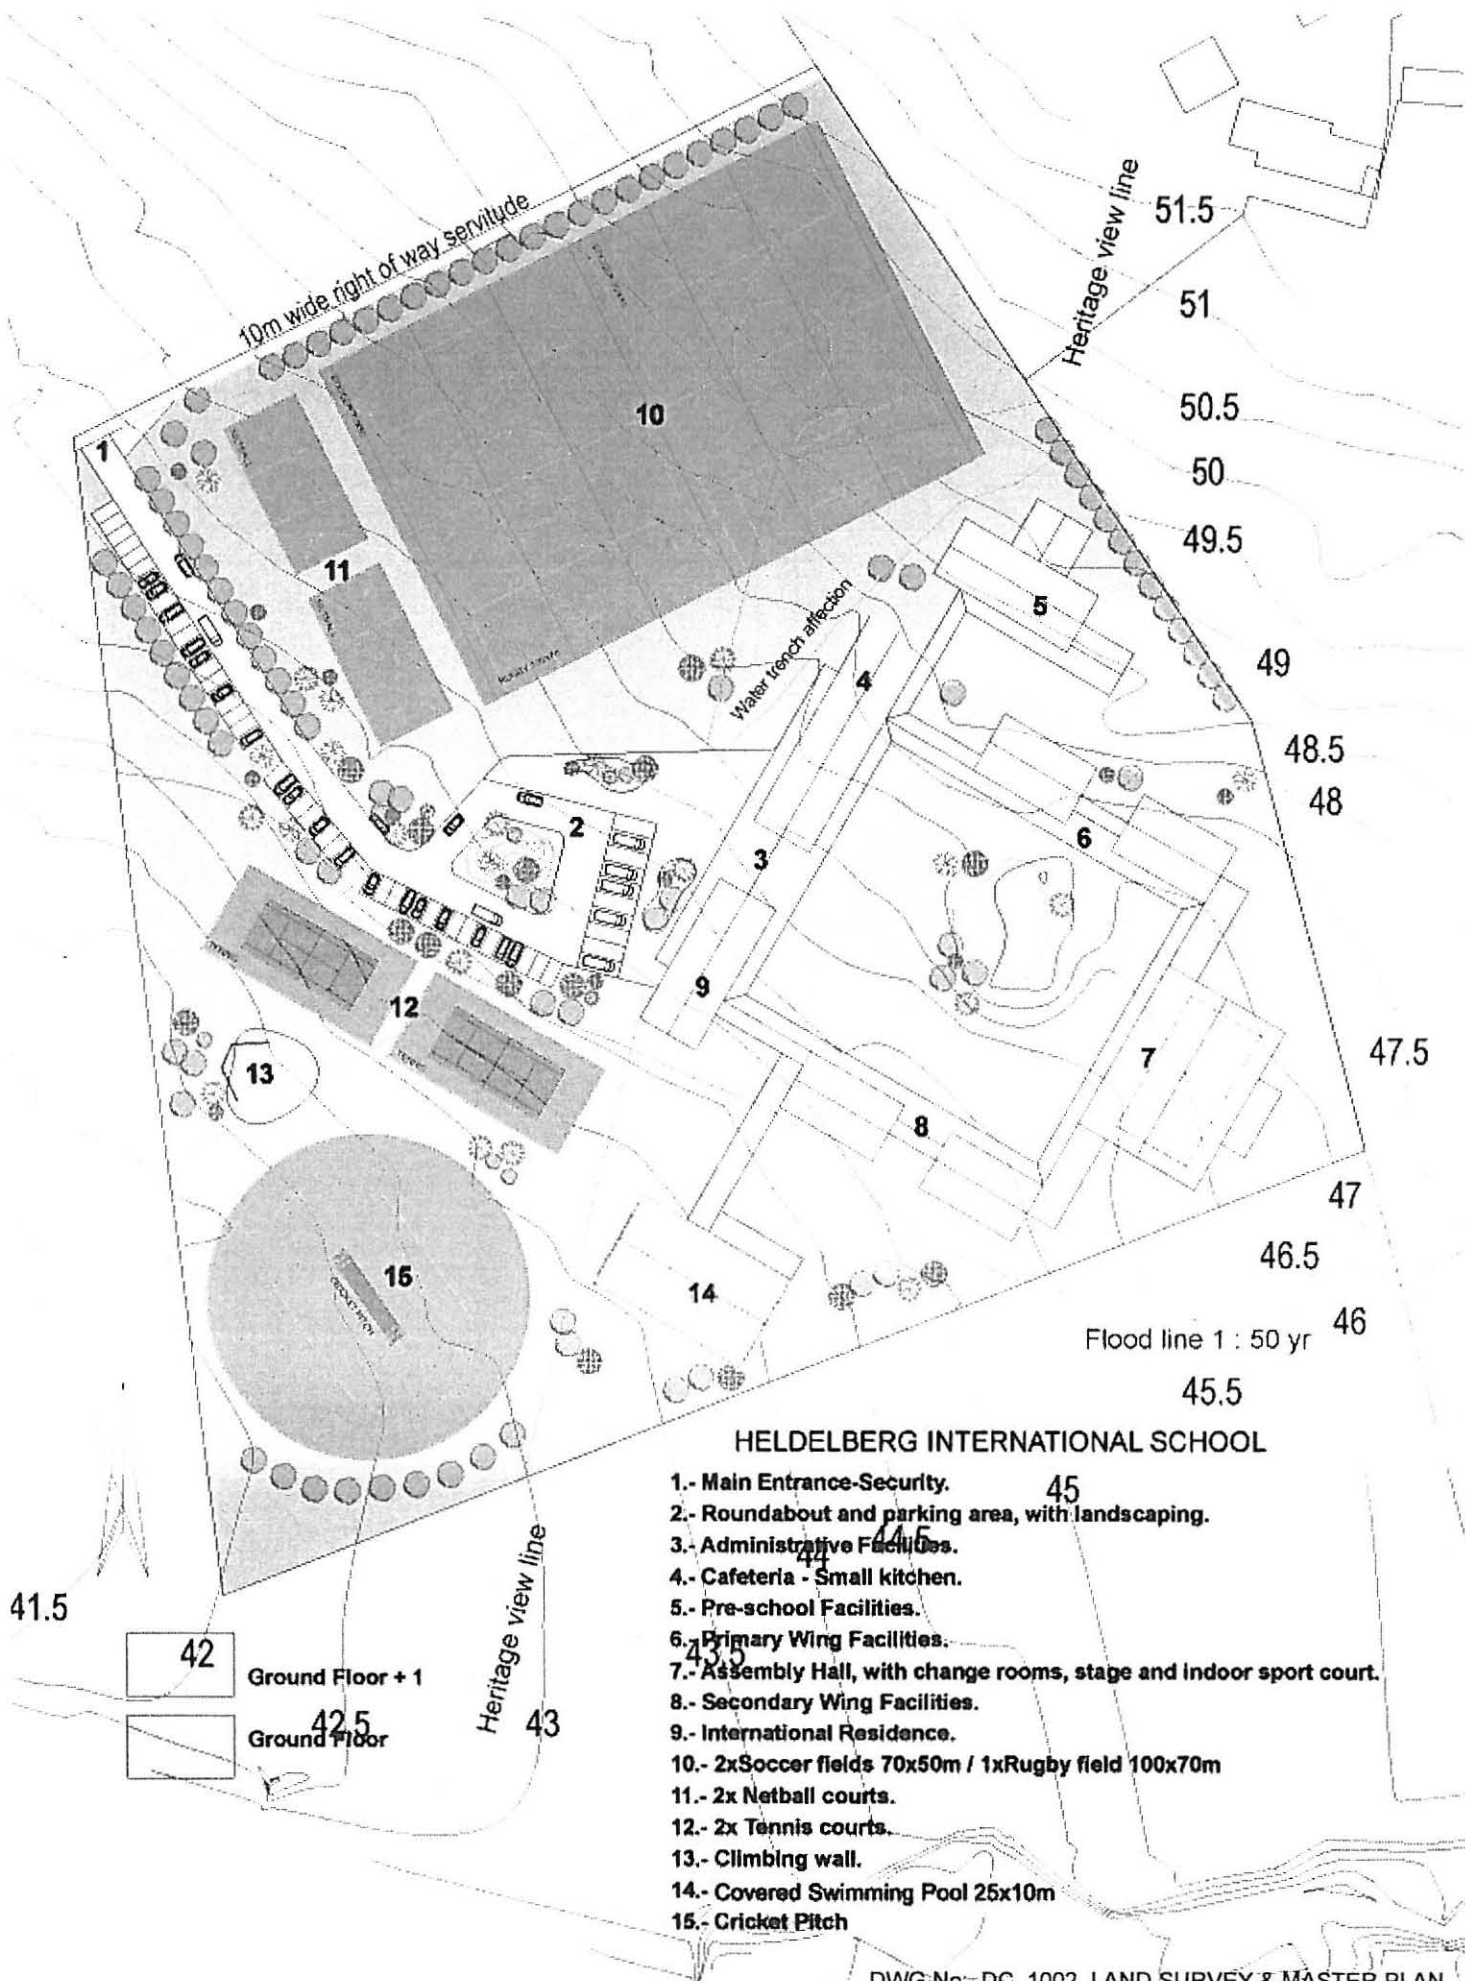 10m wide right of way servitude
Heritage view line
51.5
51
50.5
50
49.5
49
48.5
48
47.5
47
46.5
46
45.5
45
44.5
44
43.5
43
42.5
42
41.5
1
10
11
5
4
Water trench affection
2
6
3
9
12
7
13
8
15
CRICKET PITCH
14
Flood line 1 : 50 yr
HELDELBERG INTERNATIONAL SCHOOL
1.- Main Entrance-Security.
2.- Roundabout and parking area, with landscaping.
3.- Administrative Facilities.
4.- Cafeteria - Small kitchen.
5.- Pre-school Facilities.
6.- Primary Wing Facilities.
7.- Assembly Hall, with change rooms, stage and indoor sport court.
8.- Secondary Wing Facilities.
9.- International Residence.
10.- 2xSoccer fields 70x50m / 1xRugby field 100x70m
11.- 2x Netball courts.
12.- 2x Tennis courts.
13.- Climbing wall.
14.- Covered Swimming Pool 25x10m
15.- Cricket Pitch
Heritage view line
Ground Floor + 1
Ground Floor
DWG No: DG_1002_LAND SURVEY & MASTER PLAN